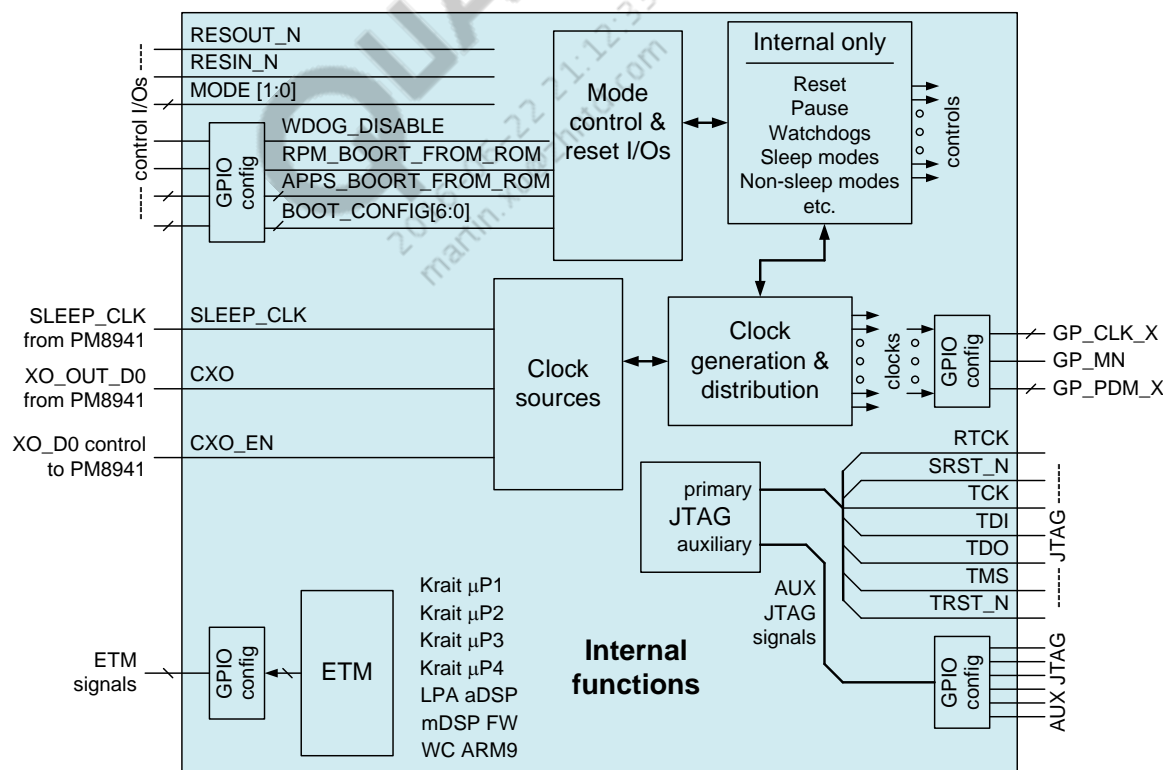 RESOUT_N
RESIN_N
MODE [1:0]
WDOG_DISABLE
RPM_BOORT_FROM_ROM
APPS_BOORT_FROM_ROM
BOOT_CONFIG[6:0]
control I/Os
GPIO
config
Mode
control &
reset I/Os
Internal only
Reset
Pause
Watchdogs
Sleep modes
Non-sleep modes
etc.
controls
SLEEP_CLK
from PM8941
SLEEP_CLK
XO_OUT_D0
from PM8941
CXO
XO_D0 control
to PM8941
CXO_EN
Clock
sources
Clock
generation &
distribution
clocks
GPIO
config
GP_CLK_X
GP_MN
GP_PDM_X
primary
JTAG
auxiliary
RTCK
SRST_N
TCK
TDI
TDO
TMS
TRST_N
JTAG
AUX
JTAG
signals
GPIO
config
AUX JTAG
ETM
signals
GPIO
config
ETM
Krait µP1
Krait µP2
Krait µP3
Krait µP4
LPA aDSP
mDSP FW
WC ARM9
Internal
functions